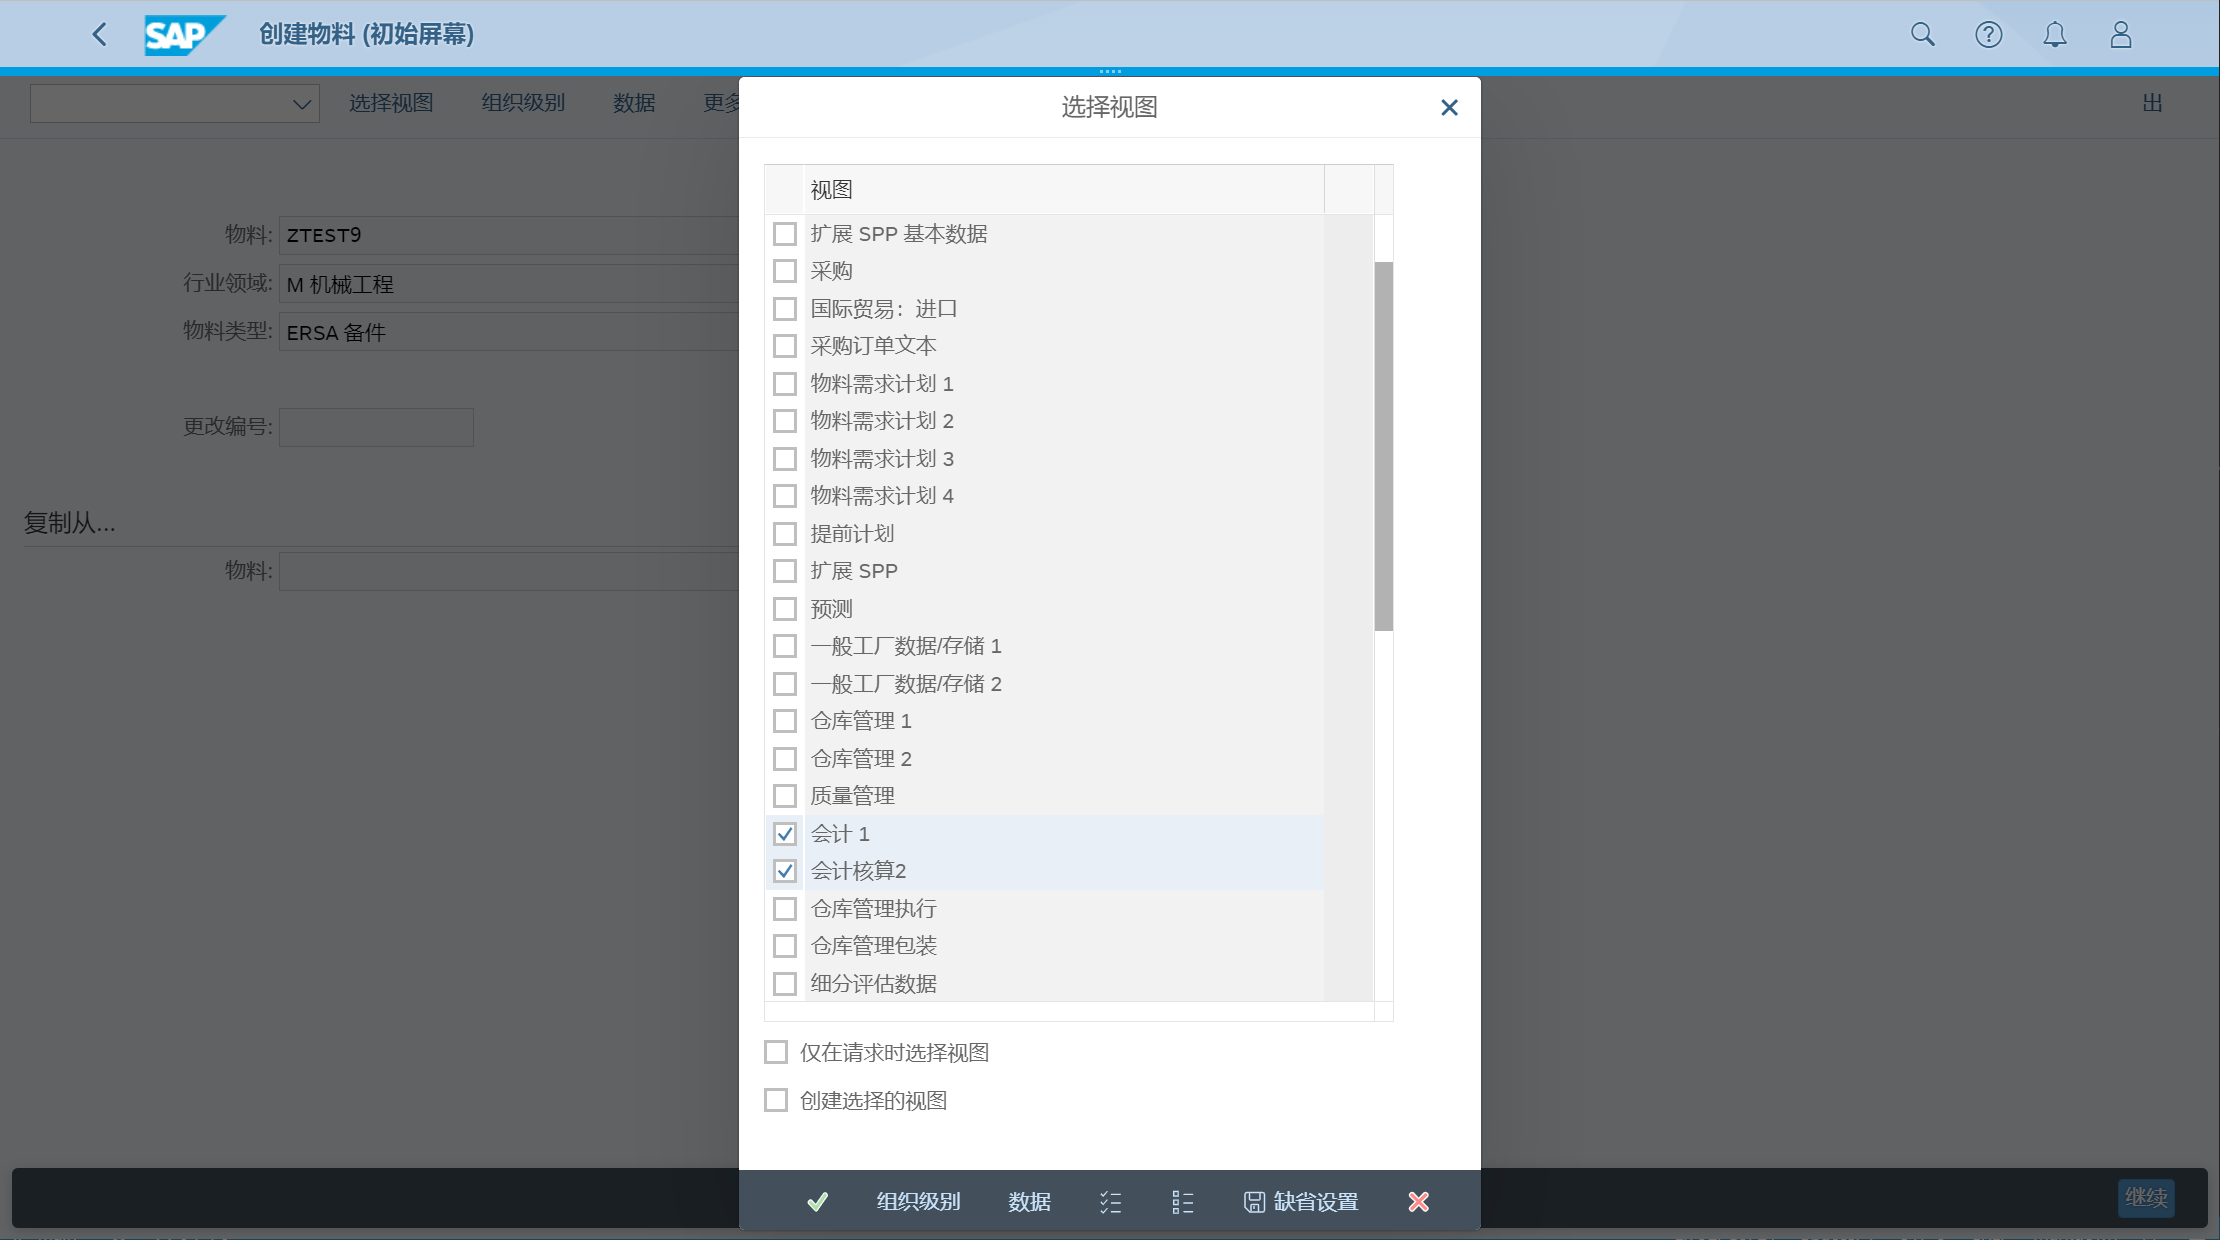 SAP 创建物料 (初始屏幕)
选择视图 组织级别 数据 更多 出
选择视图
视图
扩展 SPP 基本数据
采购
国际贸易：进口
采购订单文本
物料需求计划 1
物料需求计划 2
物料需求计划 3
物料需求计划 4
提前计划
扩展 SPP
预测
一般工厂数据/存储 1
一般工厂数据/存储 2
仓库管理 1
仓库管理 2
质量管理
会计 1
会计核算2
仓库管理执行
仓库管理包装
细分评估数据
仅在请求时选择视图
创建选择的视图
组织级别 数据 缺省设置
物料: ZTEST9
行业领域: M 机械工程
物料类型: ERSA 备件
更改编号:
复制从...
物料:
继续